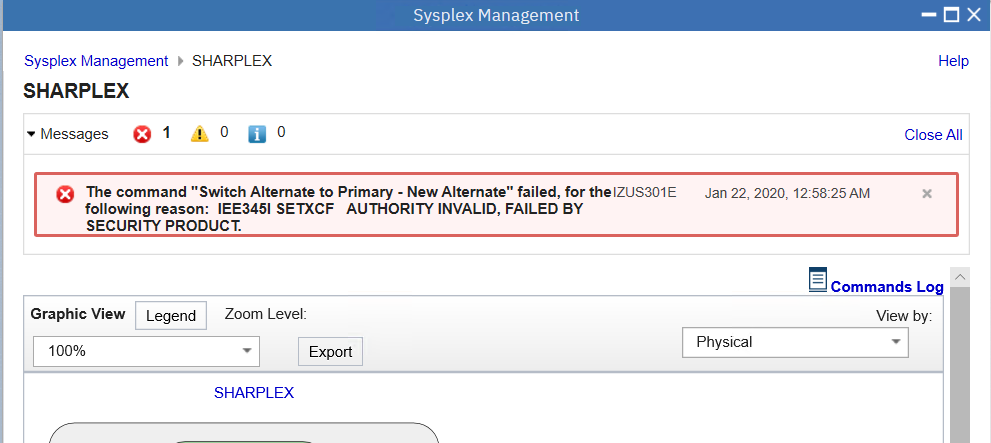 Sysplex Management
Sysplex Management SHARPLEX Help
SHARPLEX
Messages 1 0 0 Close All
The command "Switch Alternate to Primary - New Alternate" failed, for the IZUS301E Jan 22, 2020, 12:58:25 AM
following reason: IEE345I SETXCF AUTHORITY INVALID, FAILED BY
SECURITY PRODUCT.
Commands Log
Graphic View Legend Zoom Level: View by:
100% Export Physical
SHARPLEX